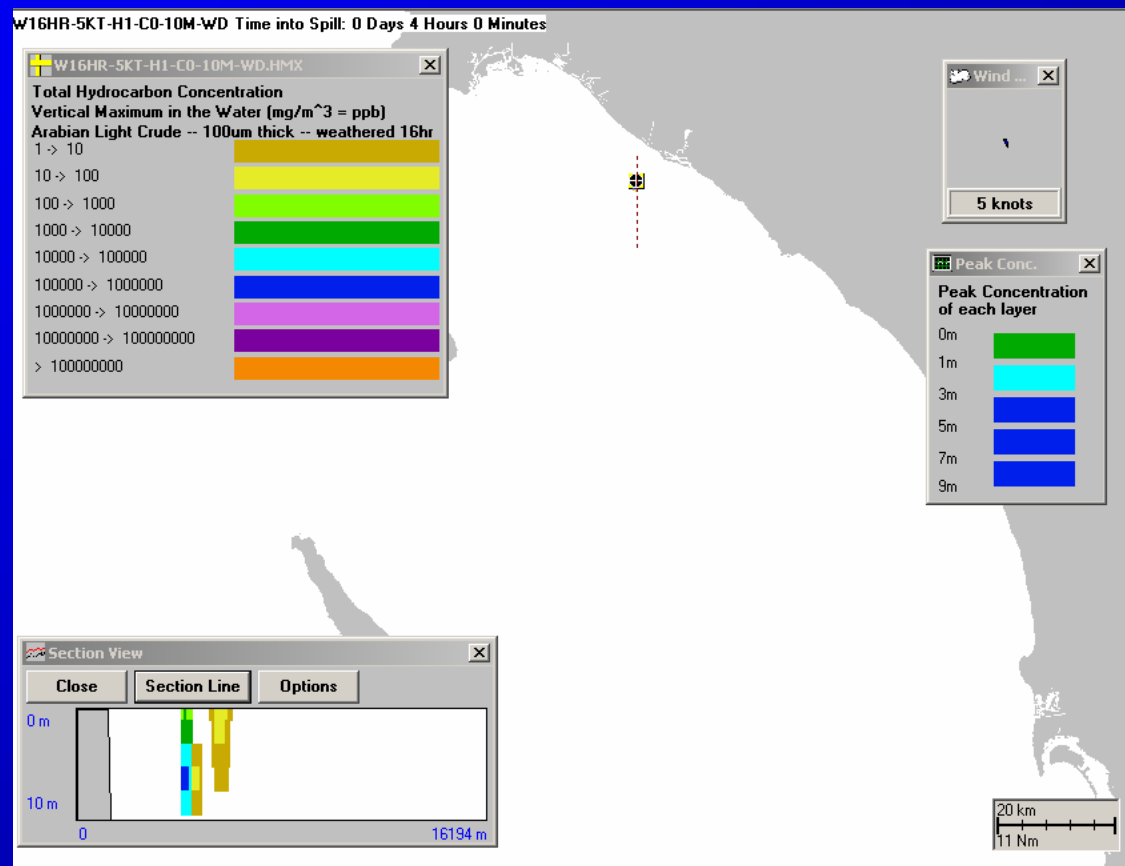 W16HR-5KT-H1-C0-10M-WD Time into Spill: 0 Days 4 Hours 0 Minutes
W16HR-5KT-H1-C0-10M-WD.HMX
Total Hydrocarbon Concentration
Vertical Maximum in the Water (mg/m^3 = ppb)
Arabian Light Crude -- 100um thick -- weathered 16hr
1 -> 10
10 -> 100
100 -> 1000
1000 -> 10000
10000 -> 100000
100000 -> 1000000
1000000 -> 10000000
10000000 -> 100000000
> 100000000
Wind ...
5 knots
Peak Conc.
Peak Concentration
of each layer
0m
1m
3m
5m
7m
9m
Section View
Close Section Line Options
0 m
10 m
0 16194 m
20 km
11 Nm